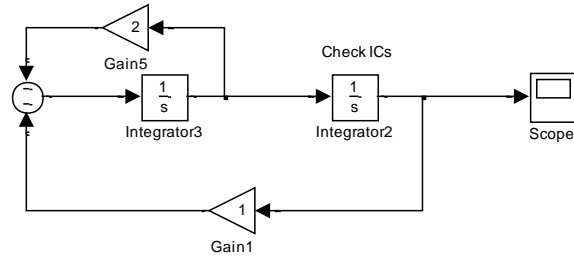 2
Gain5
Check ICs
1
s
Integrator3
1
s
Integrator2
Scope
1
Gain1